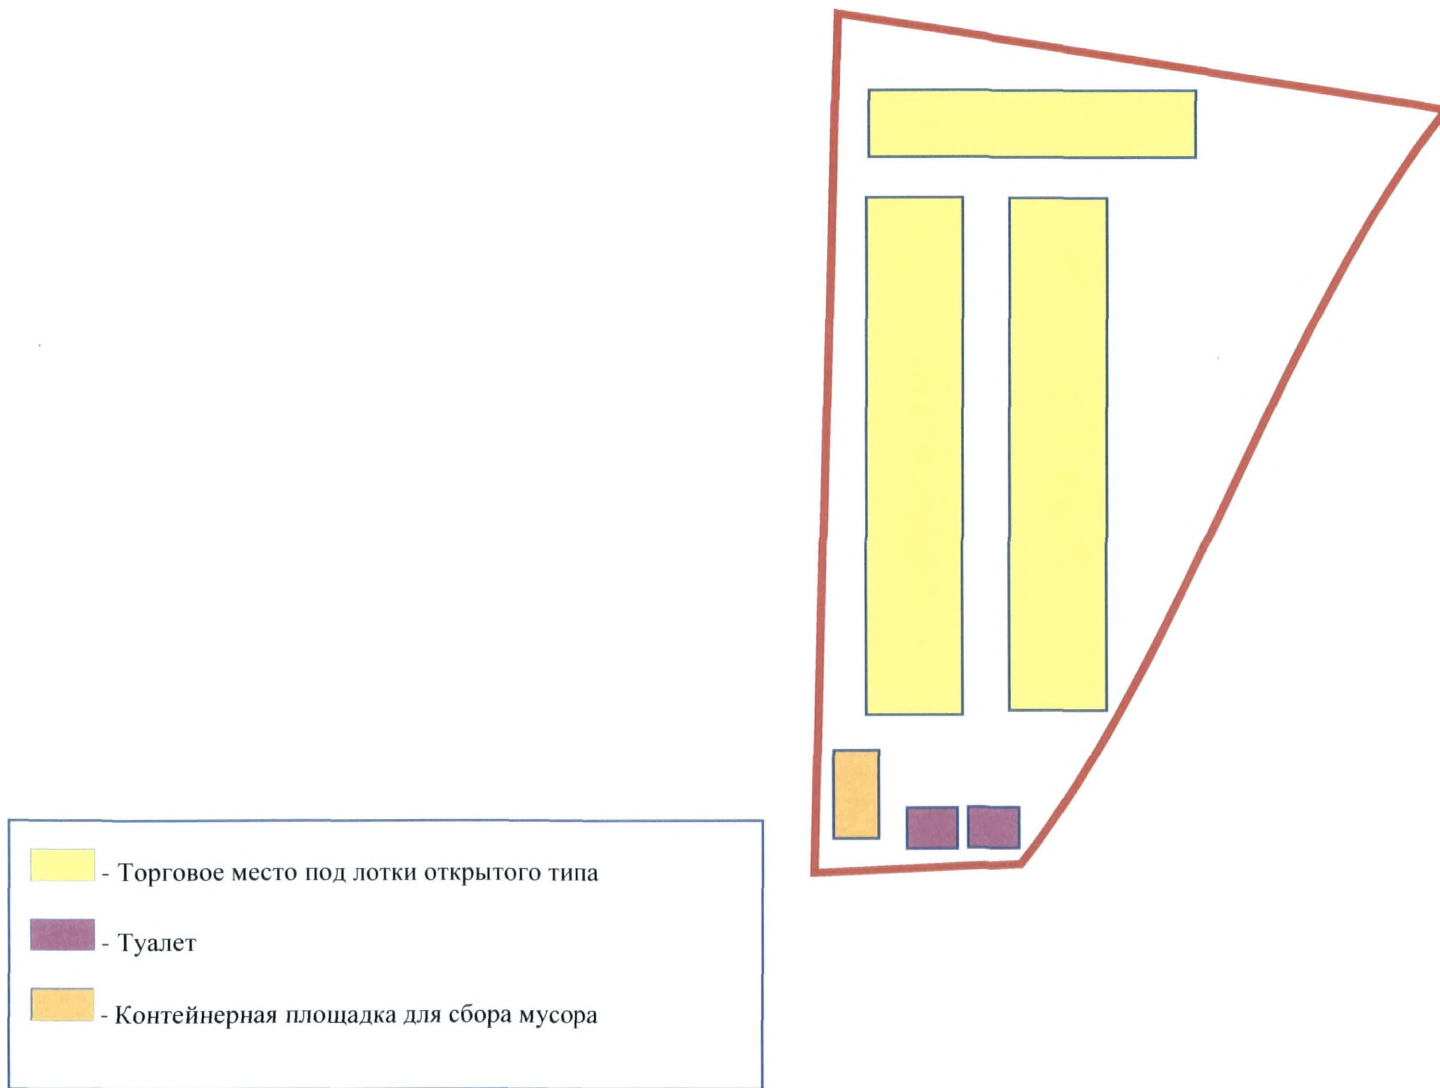 - Торговое место под лотки открытого типа
- Туалет
- Контейнерная площадка для сбора мусора